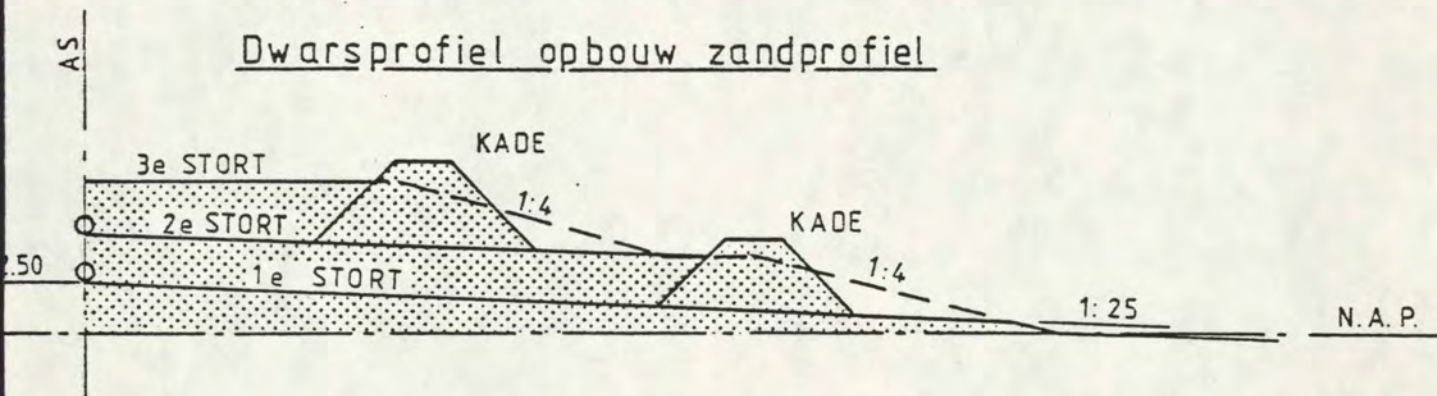 AS
Dwarsprofiel opbouw zandprofiel
KADE
3e STORT
1:4
2e STORT
KADE
2.50
1e STORT
1:4
1:25
N.A.P.